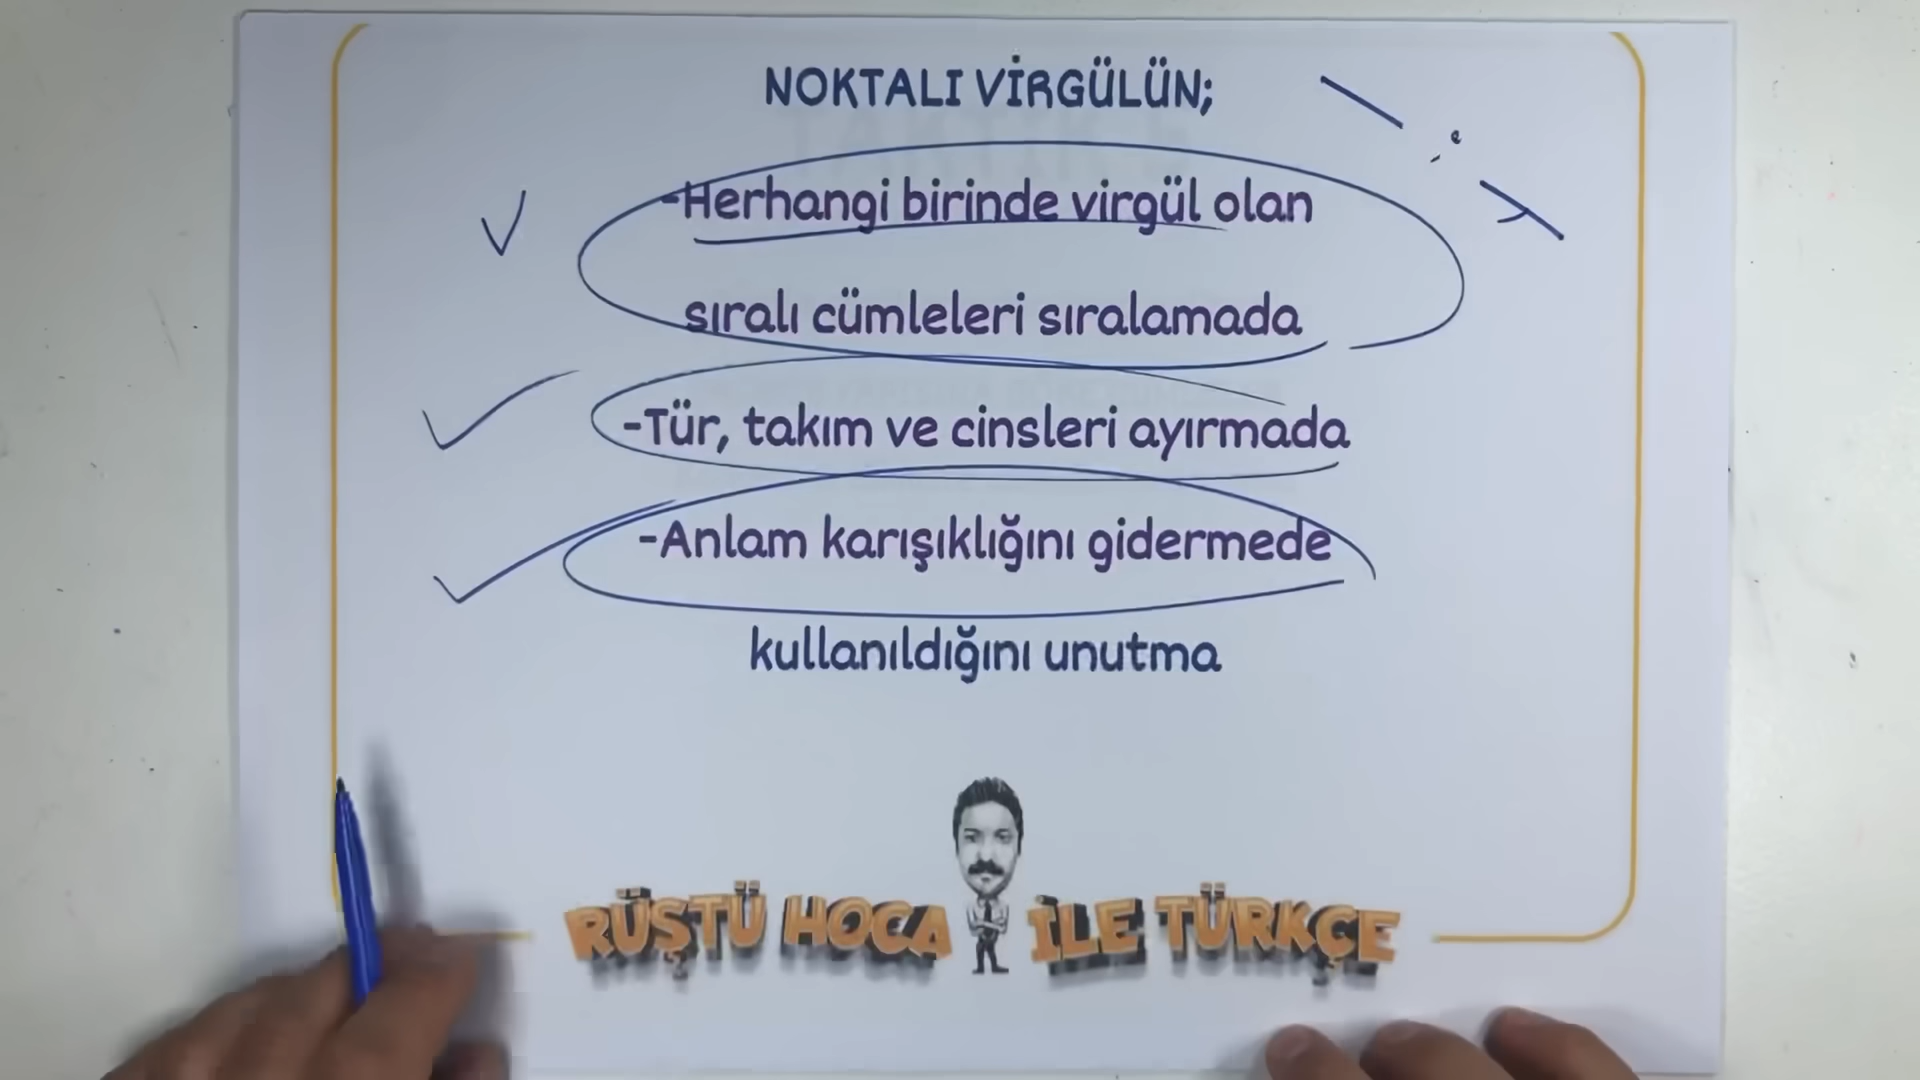 NOKTALI VİRGÜLÜN;
-Herhangi birinde virgül olan
sıralı cümleleri sıralamada
-Tür, takım ve cinsleri ayırmada
-Anlam karışıklığını gidermede
kullanıldığını unutma
RÜŞTÜ HOCA İLE TÜRKÇE